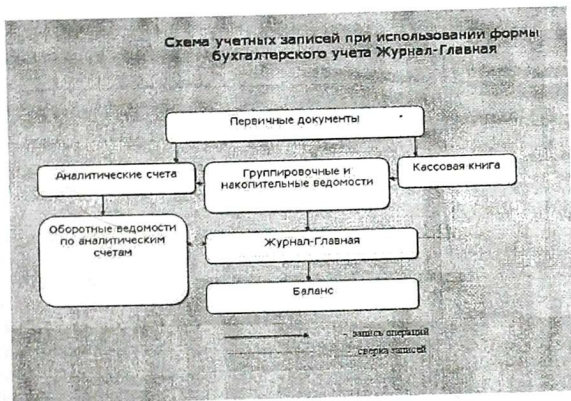 Схема учетных записей при использовании формы
бухгалтерского учета Журнал-Главная
Первичные документы
Аналитические счета
Группировочные и
накопительные ведомости
Кассовая книга
Оборотные ведомости
по аналитическим
счетам
Журнал-Главная
Баланс
- запись операций
- сверка записей